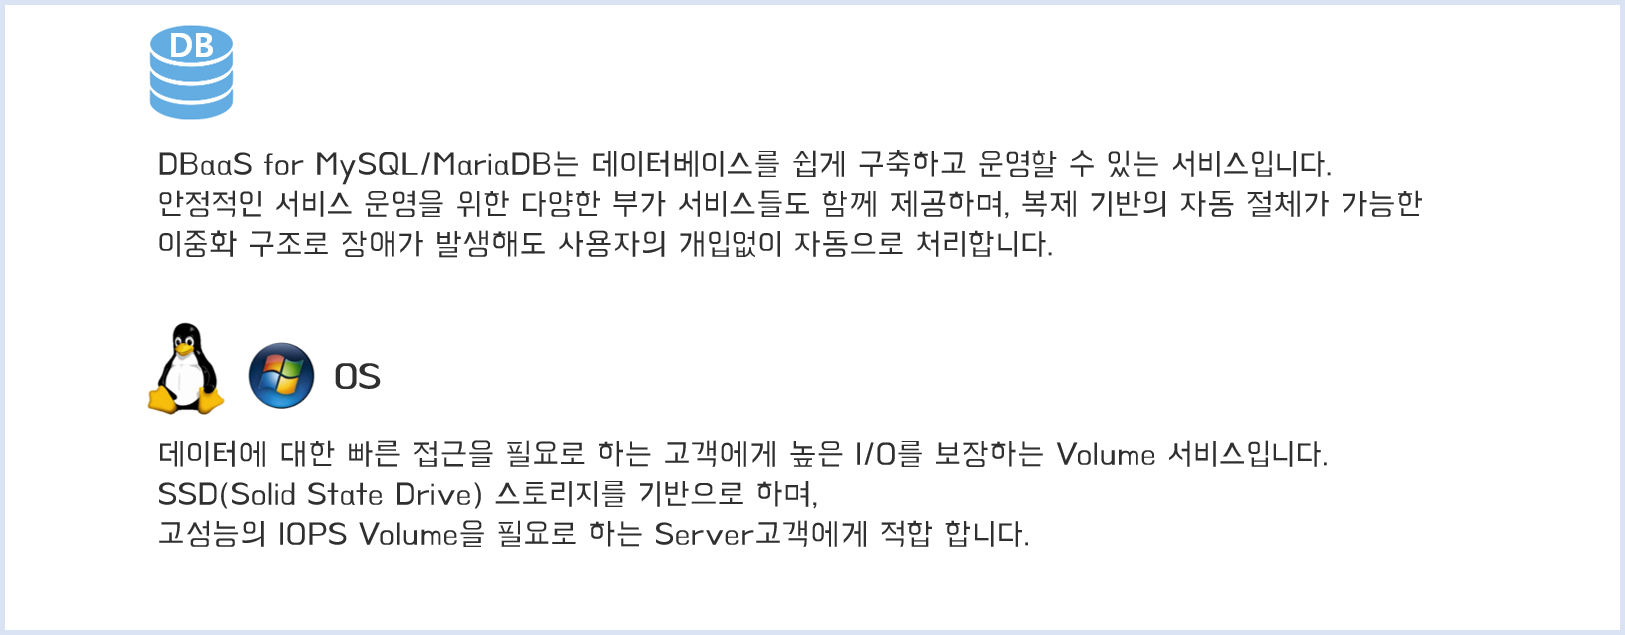 DB
DBaaS for MySQL/MariaDB는 데이터베이스를 쉽게 구축하고 운영할 수 있는 서비스입니다.
안정적인 서비스 운영을 위한 다양한 부가 서비스들도 함께 제공하며, 복제 기반의 자동 절체가 가능한
이중화 구조로 장애가 발생해도 사용자의 개입없이 자동으로 처리합니다.
OS
데이터에 대한 빠른 접근을 필요로 하는 고객에게 높은 I/O를 보장하는 Volume 서비스입니다.
SSD(Solid State Drive) 스토리지를 기반으로 하며,
고성능의 IOPS Volume을 필요로 하는 Server고객에게 적합 합니다.